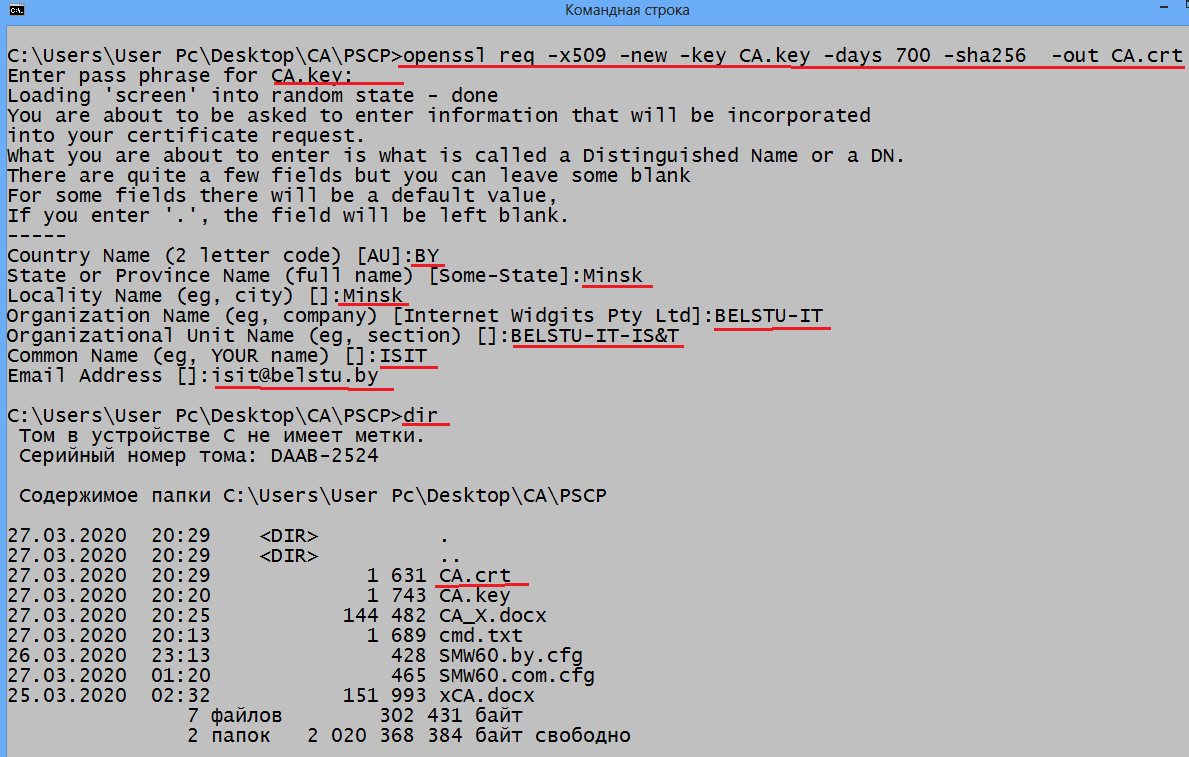 Командная строка
C:\Users\User Pc\Desktop\CA\PSCP>openssl req -x509 -new -key CA.key -days 700 -sha256  -out CA.crt
Enter pass phrase for CA.key:
Loading 'screen' into random state - done
You are about to be asked to enter information that will be incorporated
into your certificate request.
What you are about to enter is what is called a Distinguished Name or a DN.
There are quite a few fields but you can leave some blank
For some fields there will be a default value,
If you enter '.', the field will be left blank.
-----
Country Name (2 letter code) [AU]:BY
State or Province Name (full name) [Some-State]:Minsk
Locality Name (eg, city) []:Minsk
Organization Name (eg, company) [Internet Widgits Pty Ltd]:BELSTU-IT
Organizational Unit Name (eg, section) []:BELSTU-IT-IS&T
Common Name (eg, YOUR name) []:ISIT
Email Address []:isit@belstu.by
C:\Users\User Pc\Desktop\CA\PSCP>dir
Том в устройстве C не имеет метки.
Серийный номер тома: DAAB-2524
Содержимое папки C:\Users\User Pc\Desktop\CA\PSCP
27.03.2020  20:29    <DIR>          .
27.03.2020  20:29    <DIR>          ..
27.03.2020  20:29             1 631 CA.crt
27.03.2020  20:20             1 743 CA.key
27.03.2020  20:25           144 482 CA_X.docx
27.03.2020  20:13             1 689 cmd.txt
26.03.2020  23:13               428 SMW60.by.cfg
27.03.2020  01:20               465 SMW60.com.cfg
25.03.2020  02:32           151 993 xCA.docx
7 файлов        302 431 байт
2 папок   2 020 368 384 байт свободно